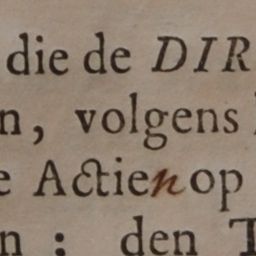 die de DIR
n, volgens
e Actien op
n : den T